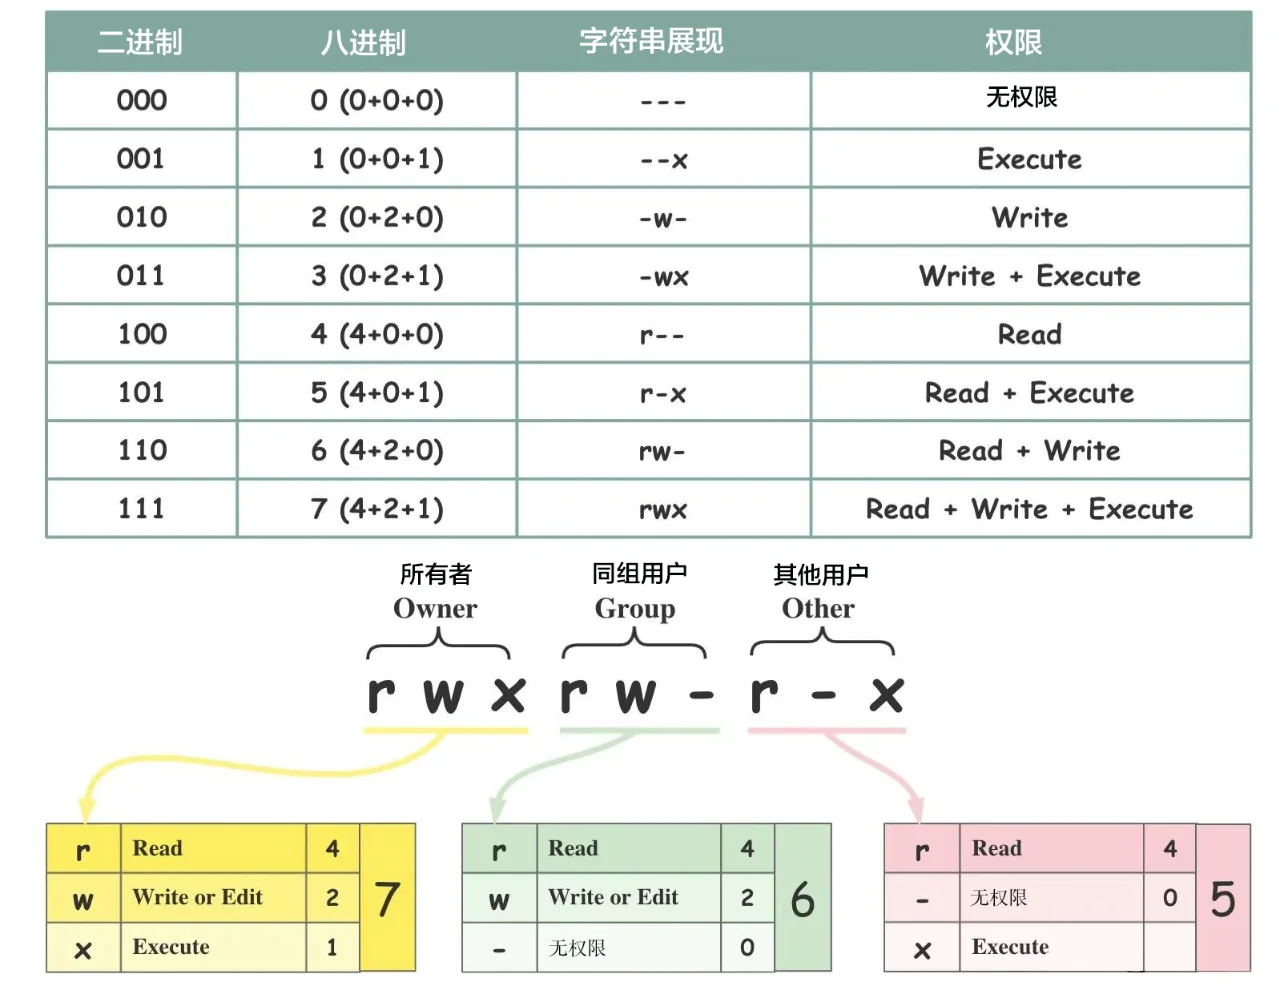 二进制 八进制 字符串展现 权限
000 0 (0+0+0) --- 无权限
001 1 (0+0+1) --x Execute
010 2 (0+2+0) -w- Write
011 3 (0+2+1) -wx Write + Execute
100 4 (4+0+0) r-- Read
101 5 (4+0+1) r-x Read + Execute
110 6 (4+2+0) rw- Read + Write
111 7 (4+2+1) rwx Read + Write + Execute
所有者 同组用户 其他用户
Owner Group Other
r w x r w - r - x
r Read 4
w Write or Edit 2
x Execute 1
7
r Read 4
w Write or Edit 2
- 无权限 0
6
r Read 4
- 无权限 0
x Execute
5